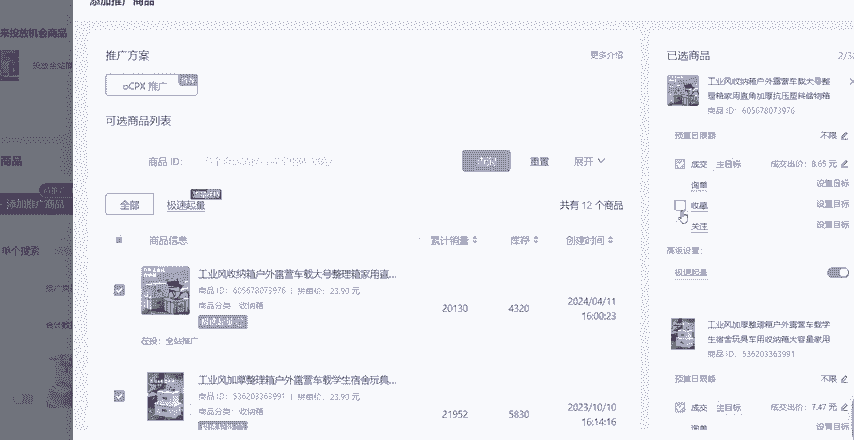 添加推广商品
推广方案
更多介绍
oCPX 推广
可选商品列表
商品 ID:
重置
展开
全部
极速起量
共有 12 个商品
商品信息
累计销量
库存
创建时间
工业风收纳箱户外露营车载大号整理箱家用直...
商品 ID: 605678073976 | 拼单价: 23.90 元
商品分类: 收纳箱
20130
4320
2024/04/11
16:00:23
在投: 全站推广
工业风加厚整理箱户外露营车载学生宿舍玩具...
商品 ID: 536203363991 | 拼单价: 23.90 元
商品分类: 收纳箱
21952
5830
2023/10/10
16:14:16
已选商品
工业风收纳箱户外露营车载大号整
理箱家用直角加厚抗压塑料储物箱
商品 ID: 605678073976
预算日限额
不限
成交
主目标
成交出价: 8.65 元
询单
设置目标
收藏
设置目标
关注
设置目标
高级设置:
极速起量
工业风加厚整理箱户外露营车载学
生宿舍玩具车用收纳箱大容量家用
商品 ID: 536203363991
预算日限额
不限
成交
主目标
成交出价: 7.47 元
询单
设置目标
商品
添加推广商品